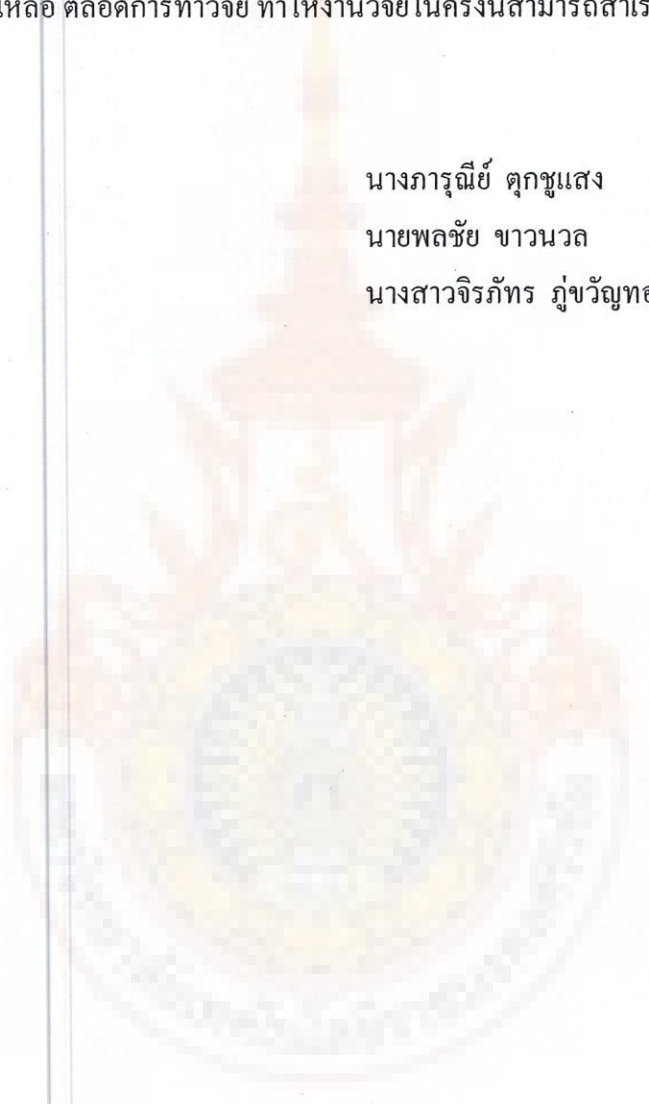 ตลอดการทำวิจัย ทำให้งานวิจัยในครั้งนี้สามารถสำเร
นางภารุณีย์ ตุกชูแสง
นายพลชัย ขาวนวล
นางสาวจิรภัทร ภู่ขวัญทอ